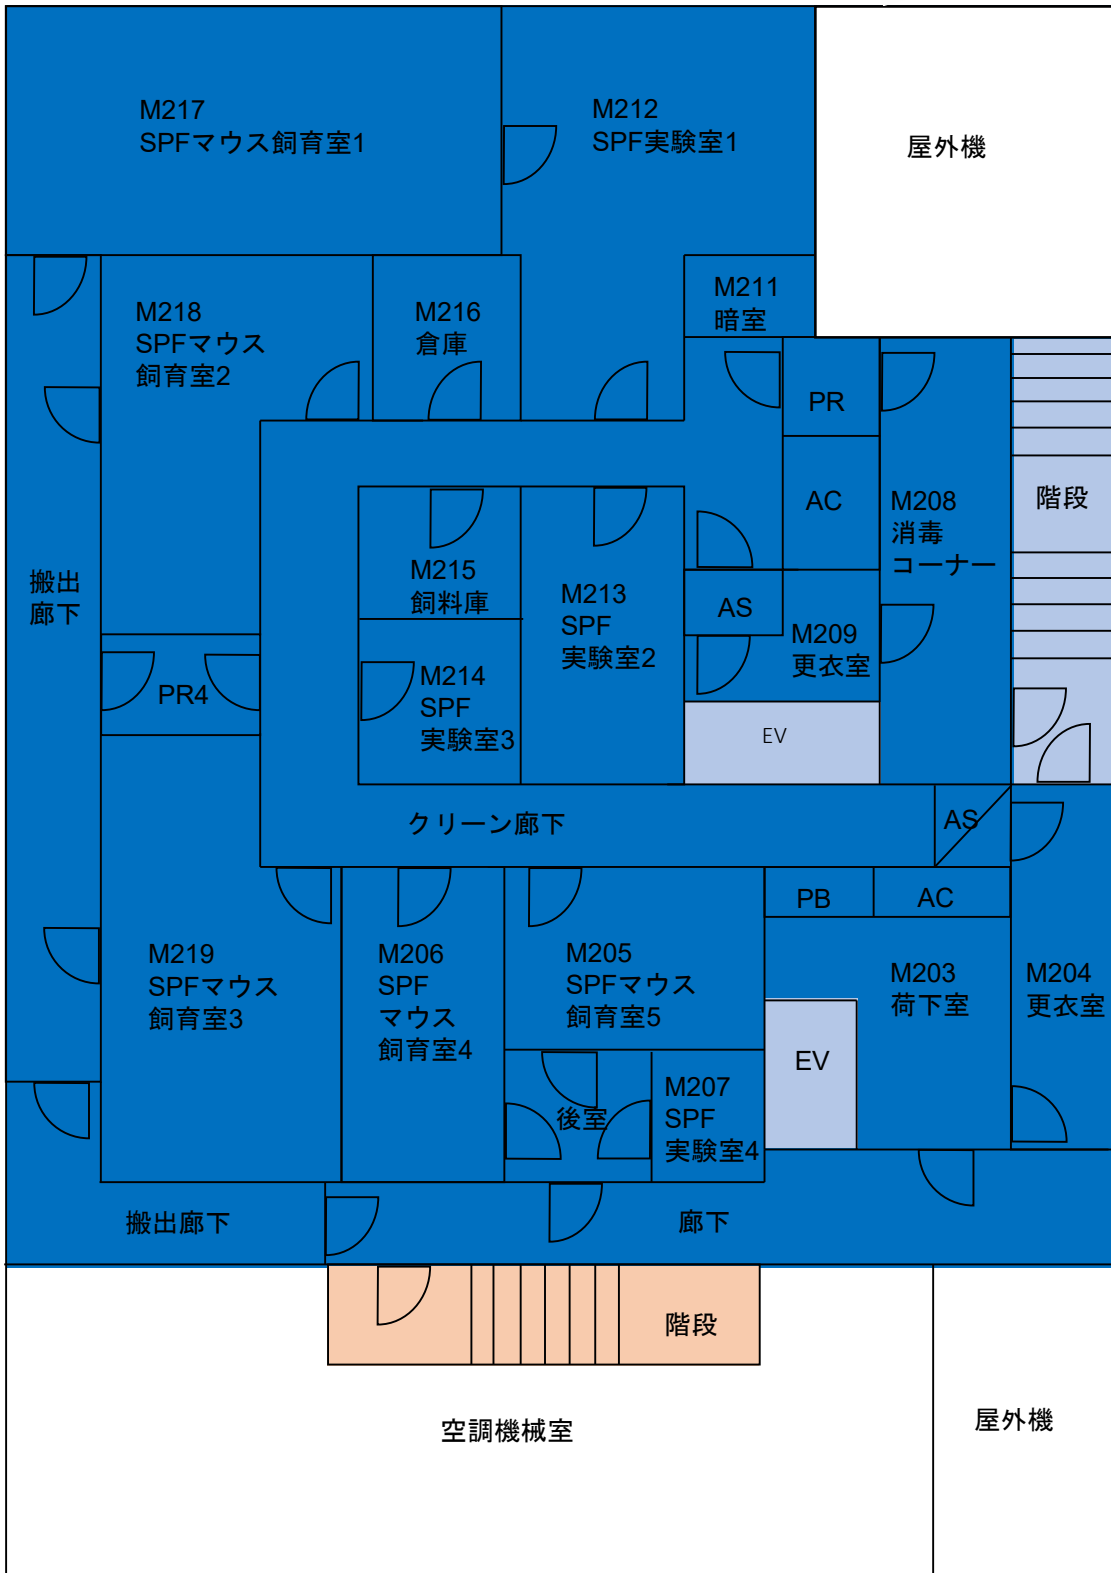 M217
SPFマウス飼育室1
M212
SPF実験室1
屋外機
M218
SPFマウス
飼育室2
M216
倉庫
M211
暗室
PR
AC
M208
消毒
コーナー
階段
搬出
廊下
M215
飼料庫
M213
SPF
実験室2
AS
M209
更衣室
PR4
M214
SPF
実験室3
EV
クリーン廊下
AS
PB
AC
M219
SPFマウス
飼育室3
M206
SPF
マウス
飼育室4
M205
SPFマウス
飼育室5
M203
荷下室
M204
更衣室
EV
後室
M207
SPF
実験室4
搬出廊下
廊下
階段
空調機械室
屋外機